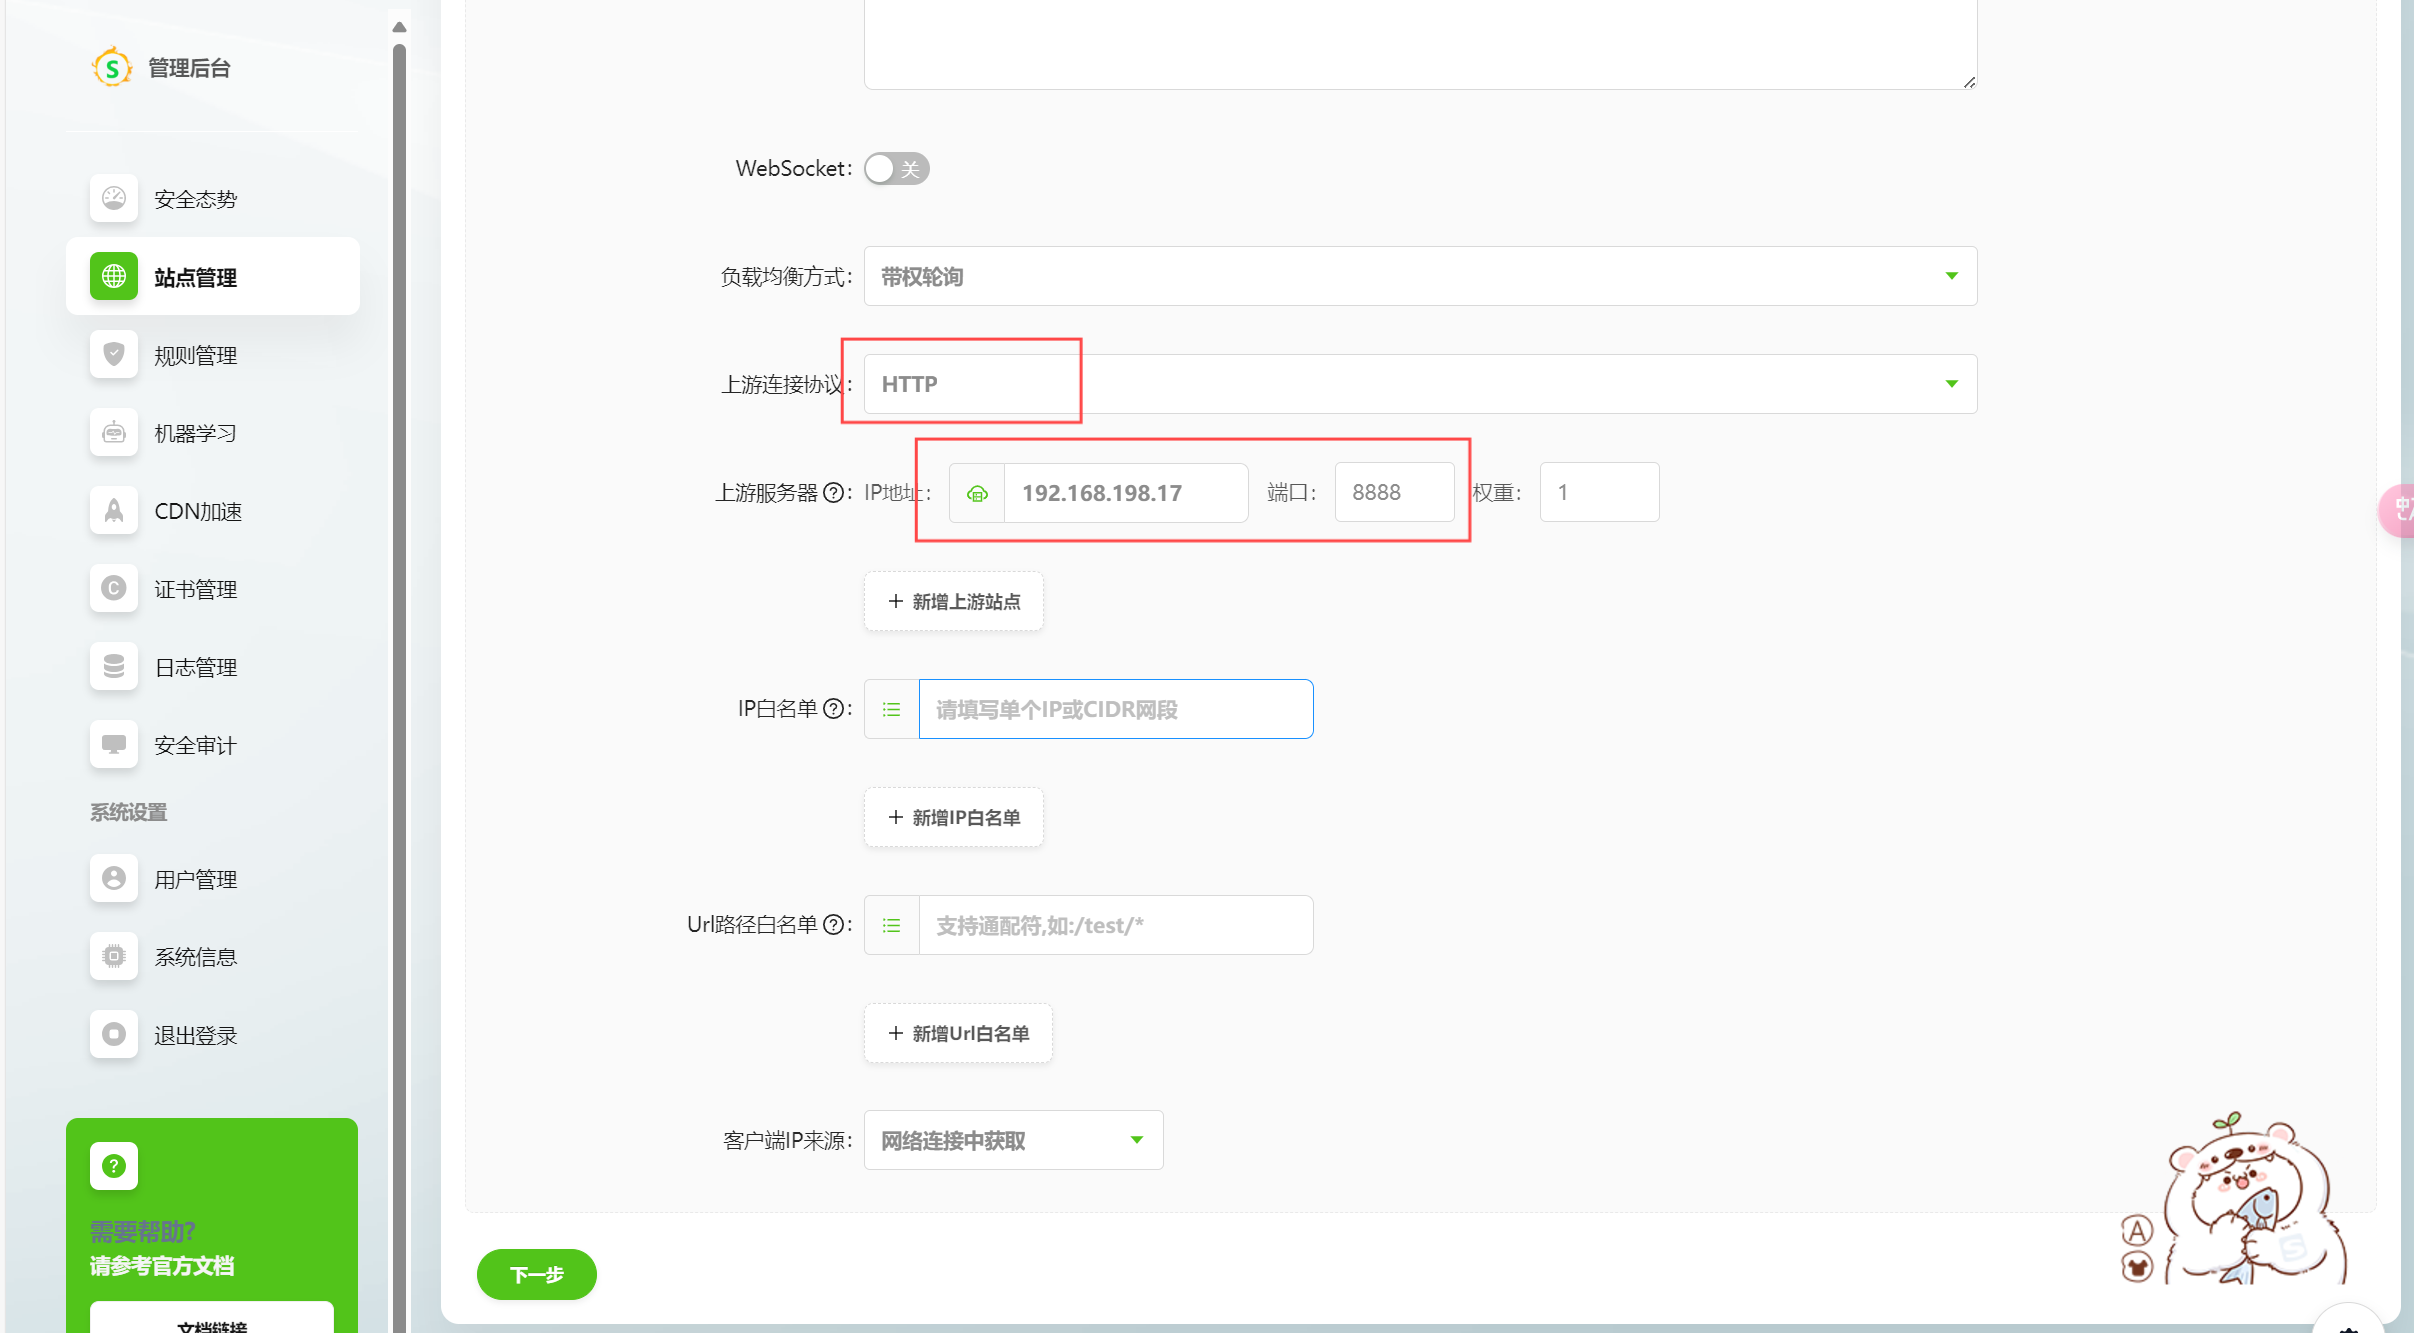 管理后台
安全态势
站点管理
规则管理
机器学习
CDN加速
证书管理
日志管理
安全审计
系统设置
用户管理
系统信息
退出登录
需要帮助?
请参考官方文档
文档链接
WebSocket: 关
负载均衡方式: 带权轮询
上游连接协议: HTTP
上游服务器 ? : IP地址: 192.168.198.17 端口: 8888 权重: 1
+ 新增上游站点
IP白名单 ? : 请填写单个IP或CIDR网段
+ 新增IP白名单
Url路径白名单 ? : 支持通配符,如:/test/*
+ 新增Url白名单
客户端IP来源: 网络连接中获取
下一步